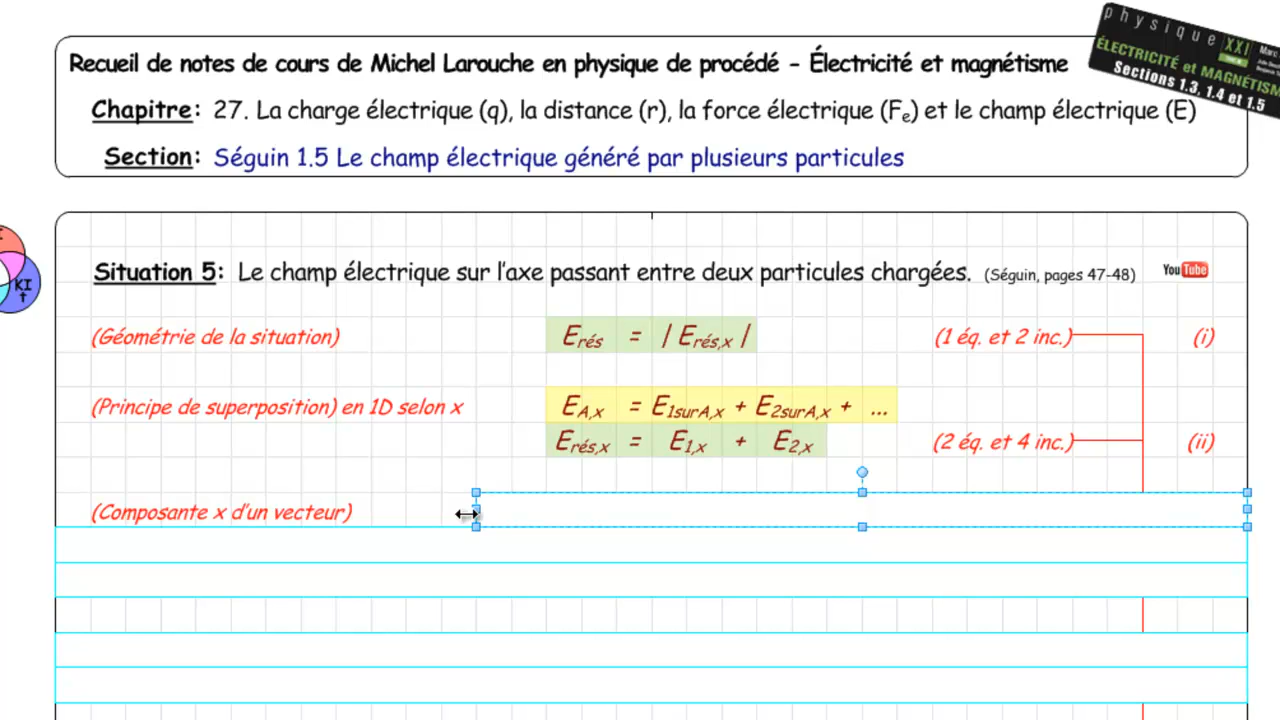 physique XXI
ÉLECTRICITÉ et MAGNÉTISME
Sections 1.3, 1.4 et 1.5
Recueil de notes de cours de Michel Larouche en physique de procédé - Électricité et magnétisme
Chapitre: 27. La charge électrique (q), la distance (r), la force électrique (Fe) et le champ électrique (E)
Section: Séguin 1.5 Le champ électrique généré par plusieurs particules
KI
Situation 5: Le champ électrique sur l'axe passant entre deux particules chargées. (Séguin, pages 47-48) YouTube
(Géométrie de la situation) Erés = | Erés,x | (1 éq. et 2 inc.) (i)
(Principe de superposition) en 1D selon x EA,x = E1surA,x + E2surA,x + ...
Erés,x = E1,x + E2,x (2 éq. et 4 inc.) (ii)
(Composante x d'un vecteur)